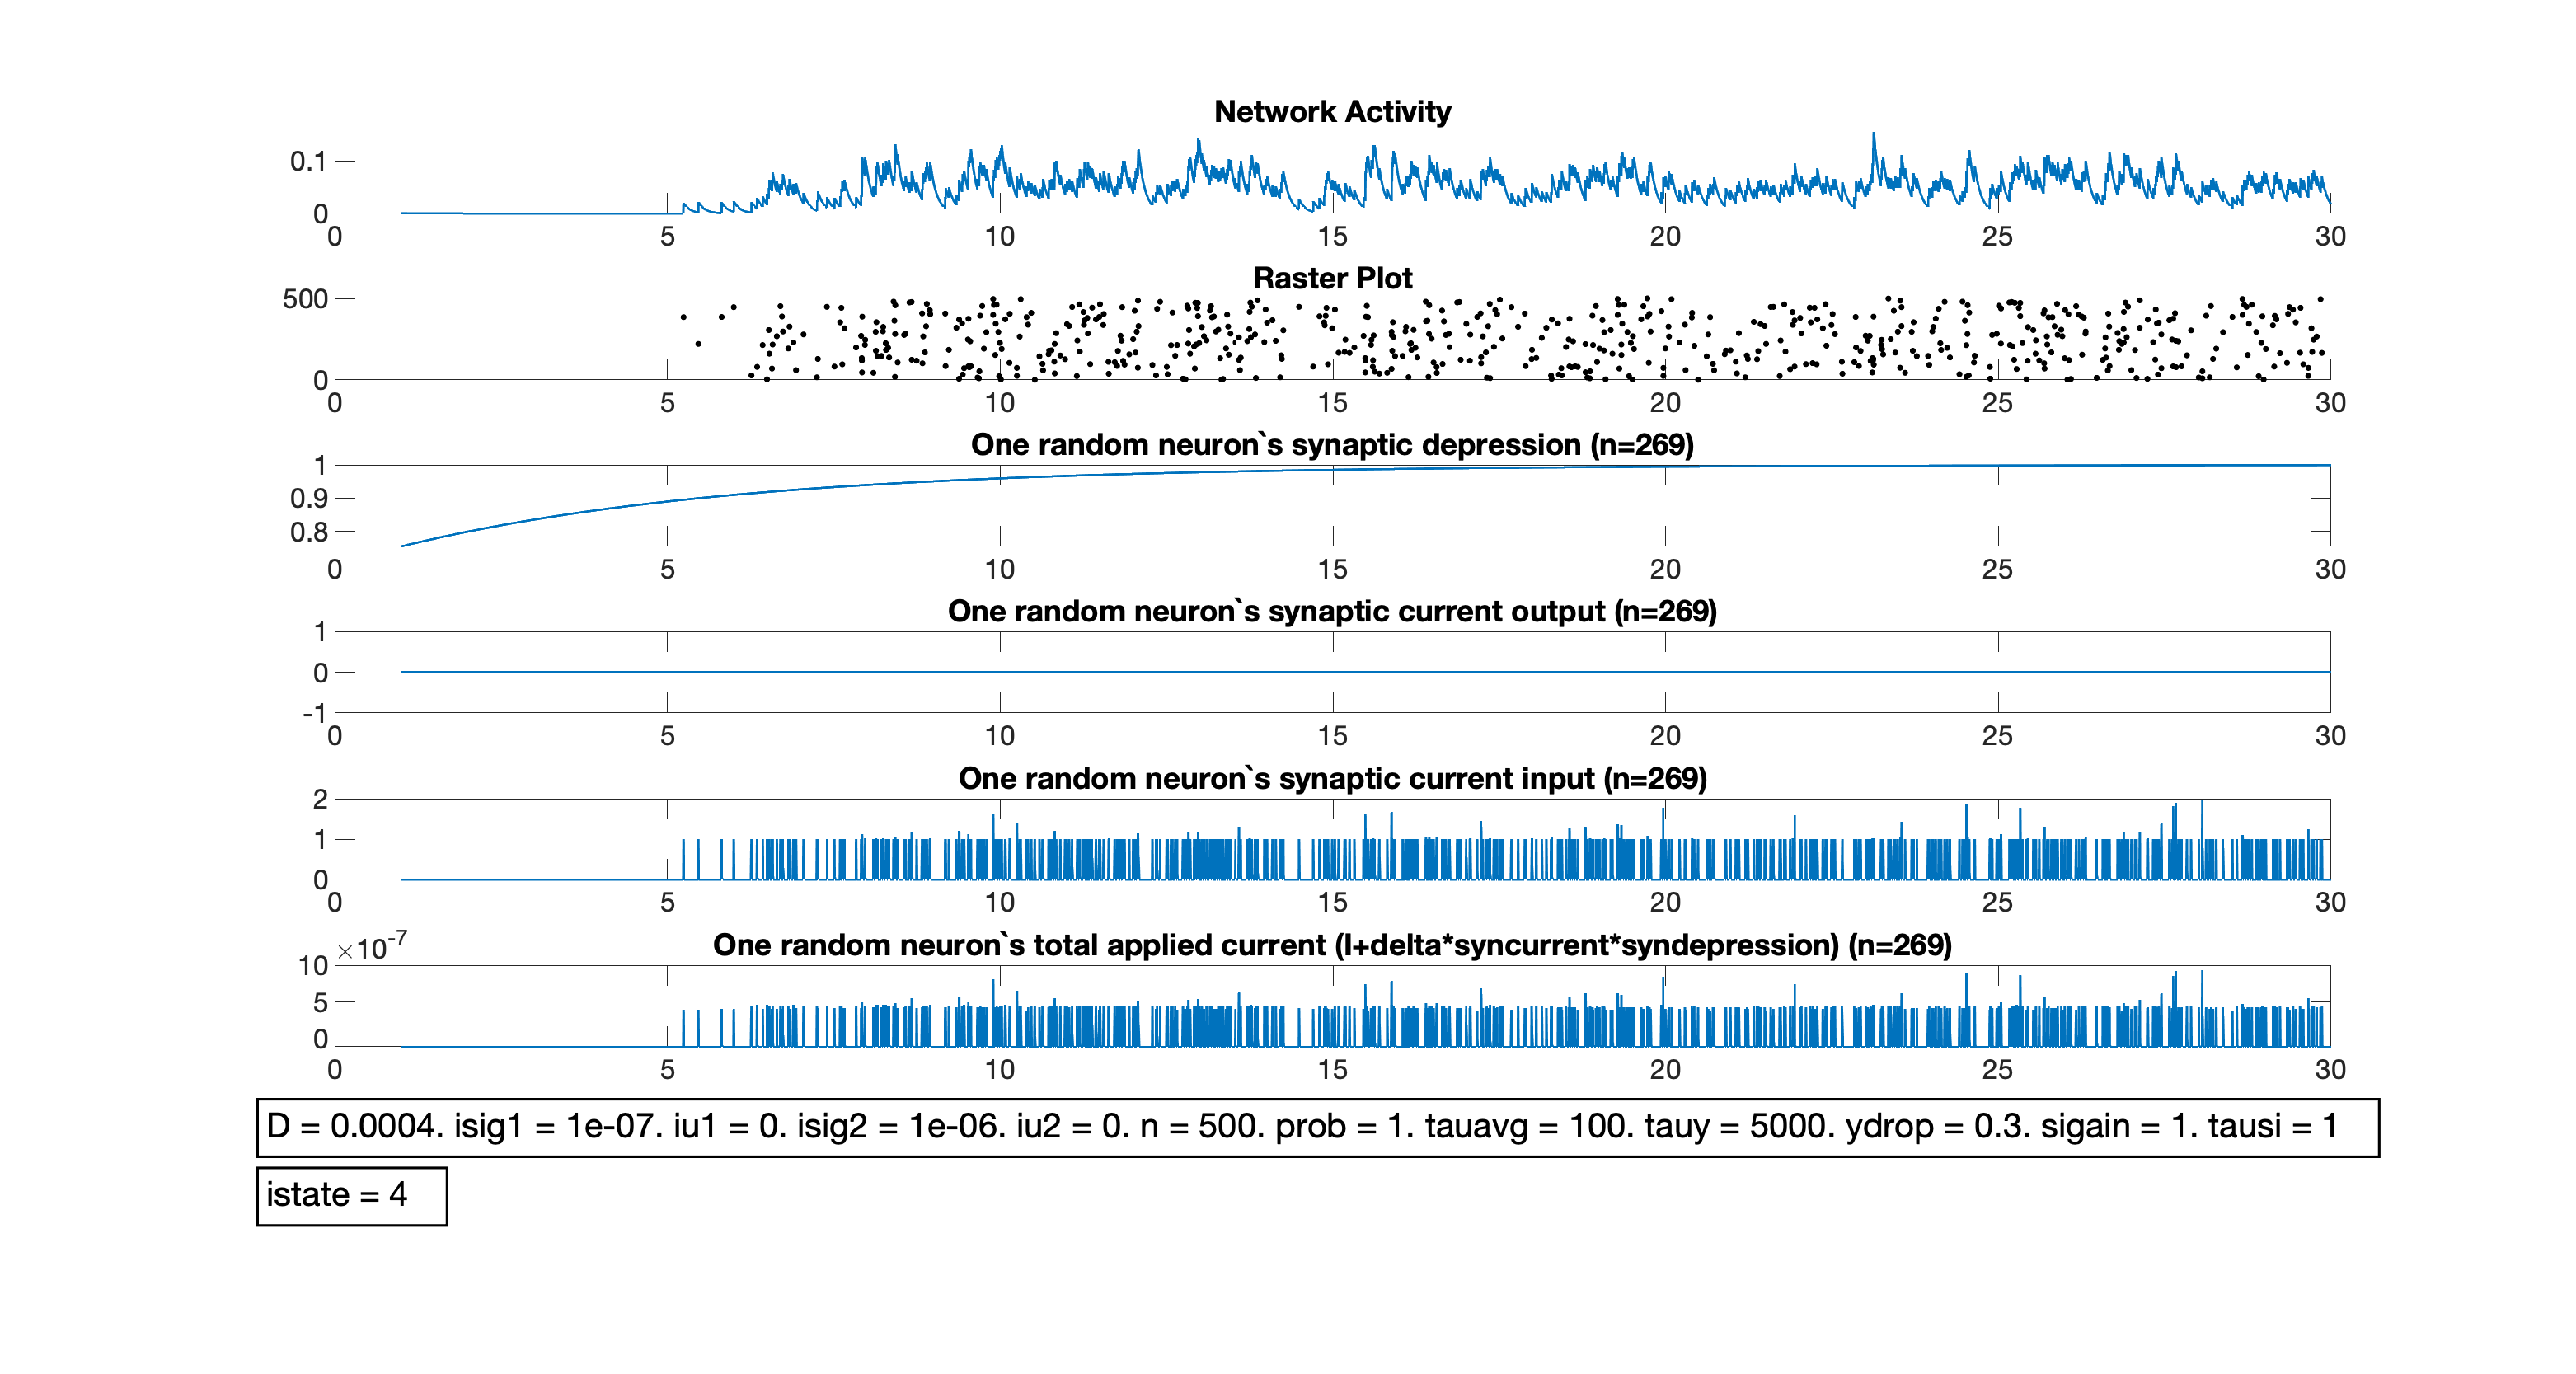 Network Activity
0.1
0
0 5 10 15 20 25 30
Raster Plot
500
0
0 5 10 15 20 25 30
One random neuron`s synaptic depression (n=269)
1
0.9
0.8
0 5 10 15 20 25 30
One random neuron`s synaptic current output (n=269)
1
0
-1
0 5 10 15 20 25 30
One random neuron`s synaptic current input (n=269)
2
1
0
0 5 10 15 20 25 30
×10-7
One random neuron`s total applied current (I+delta*syncurrent*syndepression) (n=269)
10
5
0
0 5 10 15 20 25 30
D = 0.0004. isig1 = 1e-07. iu1 = 0. isig2 = 1e-06. iu2 = 0. n = 500. prob = 1. tauavg = 100. tauy = 5000. ydrop = 0.3. sigain = 1. tausi = 1
istate = 4